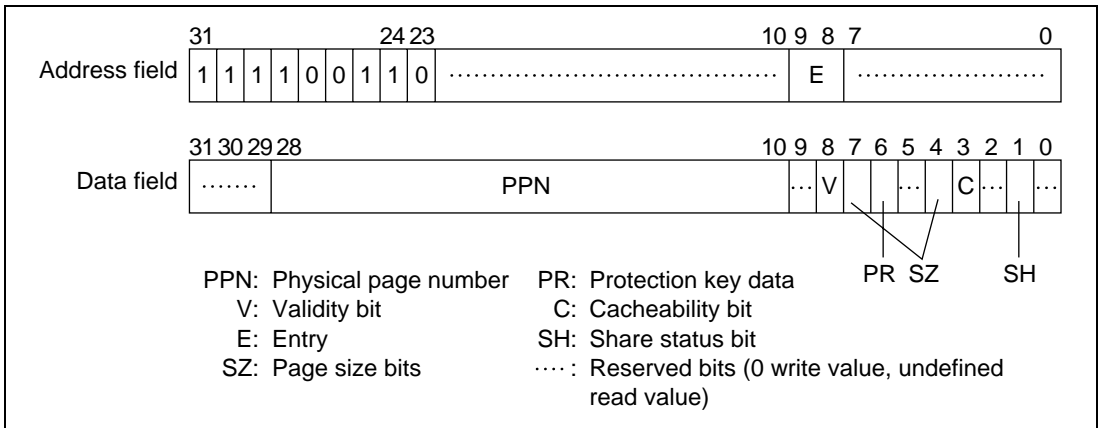 31 24 23 10 9 8 7 0
Address field 1 1 1 1 0 0 1 1 0 ···· E ····
31 30 29 28 10 9 8 7 6 5 4 3 2 1 0
Data field ···· PPN ··· V ··· C ··· ···
PR SZ SH
PPN: Physical page number PR: Protection key data
V: Validity bit C: Cacheability bit
E: Entry SH: Share status bit
SZ: Page size bits ···· : Reserved bits (0 write value, undefined
read value)